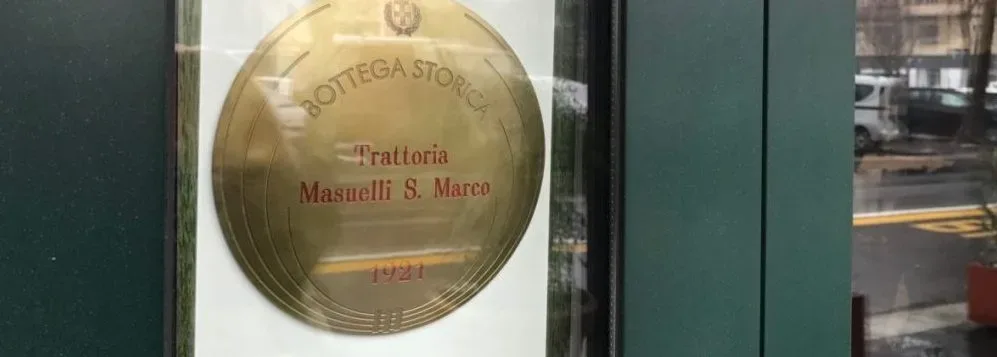 BOTTEGA STORICA
Trattoria
Masuelli S. Marco
1921